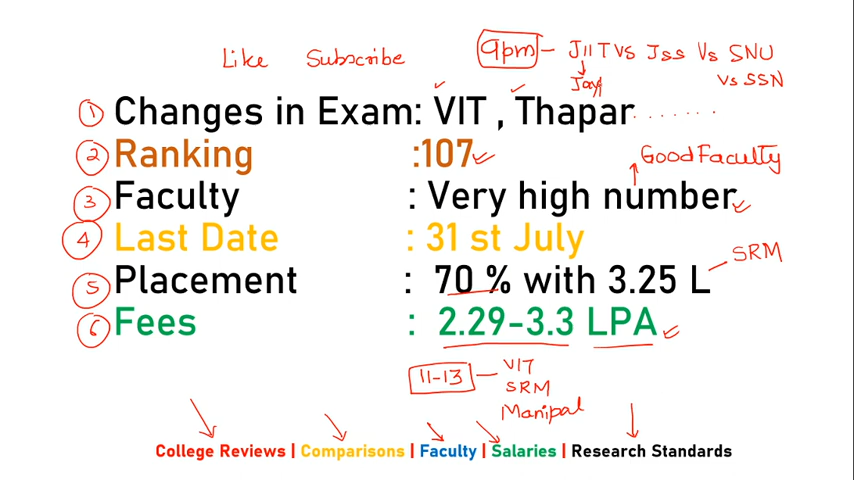 Like Subscribe 9pm - JIIT VS JSS Vs SNU
Jaypee Vs SSN
1 Changes in Exam: VIT , Thapar.......
2 Ranking :107
Good Faculty
3 Faculty : Very high number
4 Last Date : 31 st July
SRM
5 Placement : 70 % with 3.25 L
6 Fees : 2.29-3.3 LPA
11-13 - VIT
SRM
Manipal
College Reviews | Comparisons | Faculty | Salaries | Research Standards